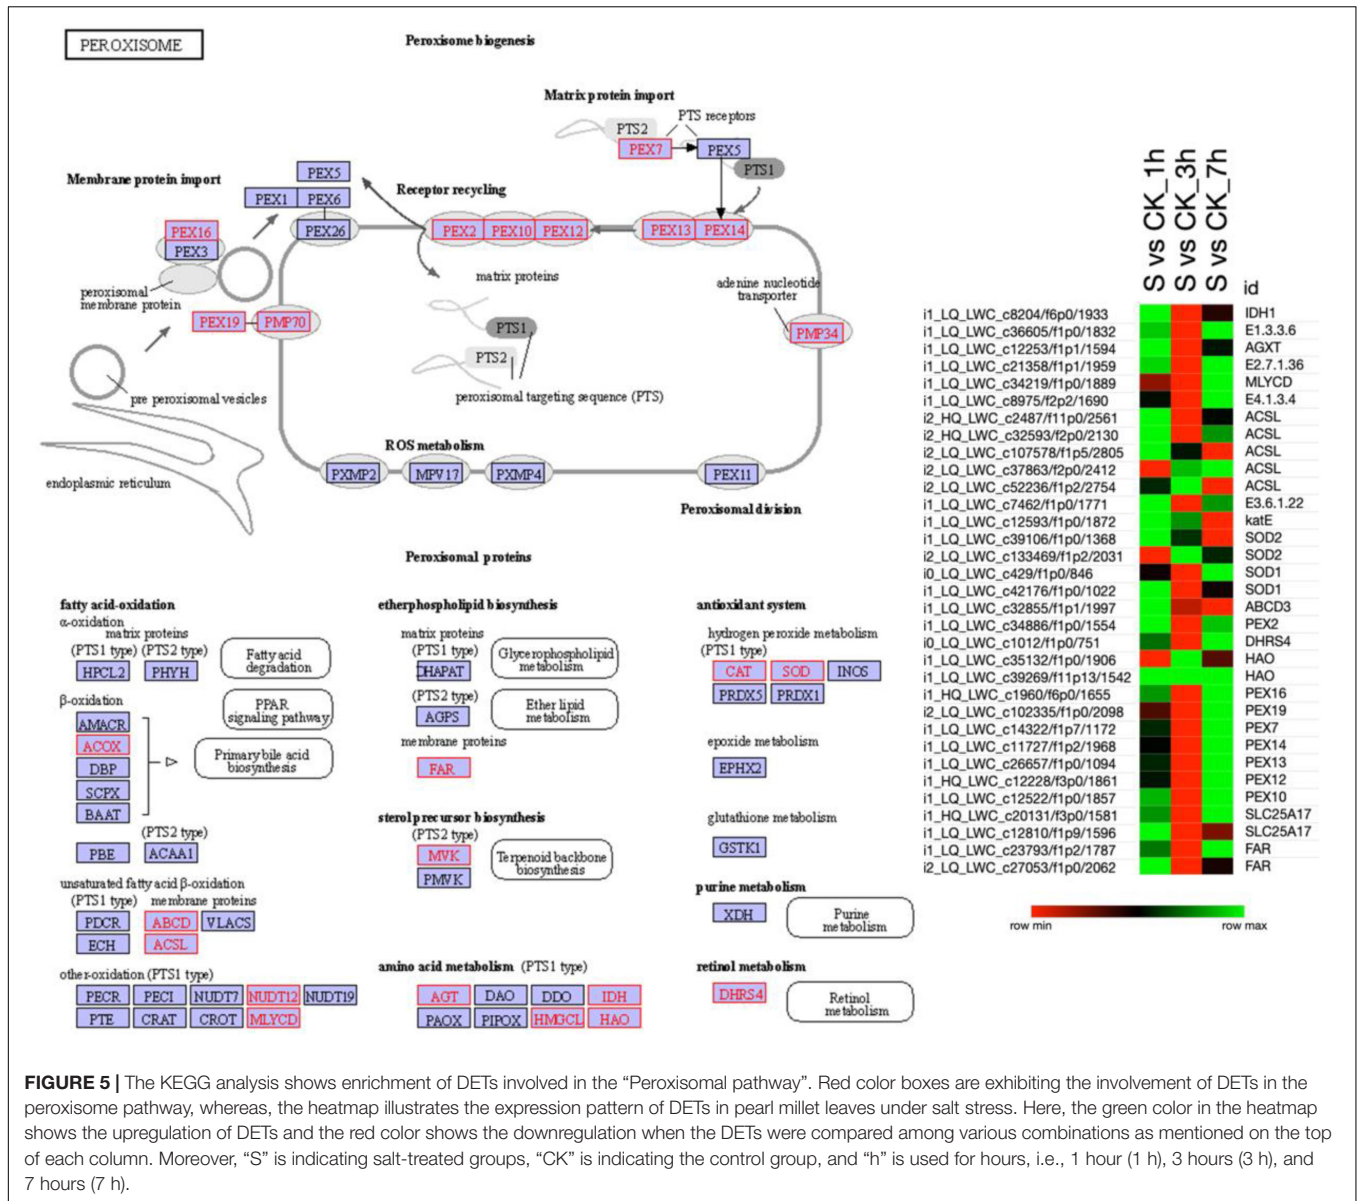 PEROXISOME
Peroxisome biogenesis
Matrix protein import
PTS receptors
PTS2
PEX7
PEX5
PTS1
Membrane protein import
PEX5
PEX1 PEX6
PEX26
Receptor recycling
PEX16
PEX3
PEX2 PEX10 PEX12
PEX13 PEX14
peroxisomal
membrane protein
matrix proteins
adenine nucleotide
transporter
PEX19
PMP70
PTS1
PMP34
PTS2
pre peroxisomal vesicles
peroxisomal targeting sequence (PTS)
ROS metabolism
endoplasmic reticulum
PXMP2
MPV17
PXMP4
PEX11
Peroxisomal division
Peroxisomal proteins
fatty acid-oxidation
α-oxidation
matrix proteins
(PTS1 type) (PTS2 type)
HPCL2 PHYH
Fatty acid
degradation
β-oxidation
PPAR
signaling pathway
AMACR
ACOX
DBP
SCPX
BAAT
Primary bile acid
biosynthesis
(PTS2 type)
PBE ACAA1
unsaturated fatty acid β-oxidation
(PTS1 type) membrane proteins
PDCR ABCD VLACS
ECH ACSL
other-oxidation (PTS1 type)
PECR PECI NUDT7 NUDT12 NUDT19
PTE CRAT CROT MLYCD
etherphospholipid biosynthesis
matrix proteins
(PTS1 type)
DHAPAT
Glycerophospholipid
metabolism
(PTS2 type)
AGPS
Ether lipid
metabolism
membrane proteins
FAR
sterol precursor biosynthesis
(PTS2 type)
MVK
PMVK
Terpenoid backbone
biosynthesis
amino acid metabolism (PTS1 type)
AGT DAO DDO IDH
PAOX PIPOX HMGCL HAO
antioxidant system
hydrogen peroxide metabolism
(PTS1 type)
CAT SOD INOS
PRDX5 PRDX1
epoxide metabolism
EPHX2
glutathione metabolism
GSTK1
purine metabolism
XDH
Purine
metabolism
retinol metabolism
DHRS4
Retinol
metabolism
S vs CK_1h
S vs CK_3h
S vs CK_7h
id
i1_LQ_LWC_c8204/f6p0/1933 IDH1
i1_LQ_LWC_c36605/f1p0/1832 E1.3.3.6
i1_LQ_LWC_c12253/f1p1/1594 AGXT
i1_LQ_LWC_c21358/f1p1/1959 E2.7.1.36
i1_LQ_LWC_c34219/f1p0/1889 MLYCD
i1_LQ_LWC_c8975/f2p2/1690 E4.1.3.4
i2_HQ_LWC_c2487/f11p0/2561 ACSL
i2_HQ_LWC_c32593/f2p0/2130 ACSL
i2_LQ_LWC_c107578/f1p5/2805 ACSL
i2_LQ_LWC_c37863/f2p0/2412 ACSL
i2_LQ_LWC_c52236/f1p2/2754 ACSL
i1_LQ_LWC_c7462/f1p0/1771 E3.6.1.22
i1_LQ_LWC_c12593/f1p0/1872 katE
i1_LQ_LWC_c39106/f1p0/1368 SOD2
i2_LQ_LWC_c133469/f1p2/2031 SOD2
i0_LQ_LWC_c429/f1p0/846 SOD1
i1_LQ_LWC_c42176/f1p0/1022 SOD1
i1_LQ_LWC_c32855/f1p1/1997 ABCD3
i1_LQ_LWC_c34886/f1p0/1554 PEX2
i0_LQ_LWC_c1012/f1p0/751 DHRS4
i1_LQ_LWC_c35132/f1p0/1906 HAO
i1_LQ_LWC_c39269/f11p13/1542 HAO
i1_HQ_LWC_c1960/f6p0/1655 PEX16
i2_LQ_LWC_c102335/f1p0/2098 PEX19
i1_LQ_LWC_c14322/f1p7/1172 PEX7
i1_LQ_LWC_c11727/f1p2/1968 PEX14
i1_LQ_LWC_c26657/f1p0/1094 PEX13
i1_HQ_LWC_c12228/f3p0/1861 PEX12
i1_LQ_LWC_c12522/f1p0/1857 PEX10
i1_HQ_LWC_c20131/f3p0/1581 SLC25A17
i1_LQ_LWC_c12810/f1p9/1596 SLC25A17
i1_LQ_LWC_c23793/f1p2/1787 FAR
i2_LQ_LWC_c27053/f1p0/2062 FAR
row min row max
FIGURE 5 | The KEGG analysis shows enrichment of DETs involved in the “Peroxisomal pathway”. Red color boxes are exhibiting the involvement of DETs in the
peroxisome pathway, whereas, the heatmap illustrates the expression pattern of DETs in pearl millet leaves under salt stress. Here, the green color in the heatmap
shows the upregulation of DETs and the red color shows the downregulation when the DETs were compared among various combinations as mentioned on the top
of each column. Moreover, “S” is indicating salt-treated groups, “CK” is indicating the control group, and “h” is used for hours, i.e., 1 hour (1 h), 3 hours (3 h), and
7 hours (7 h).